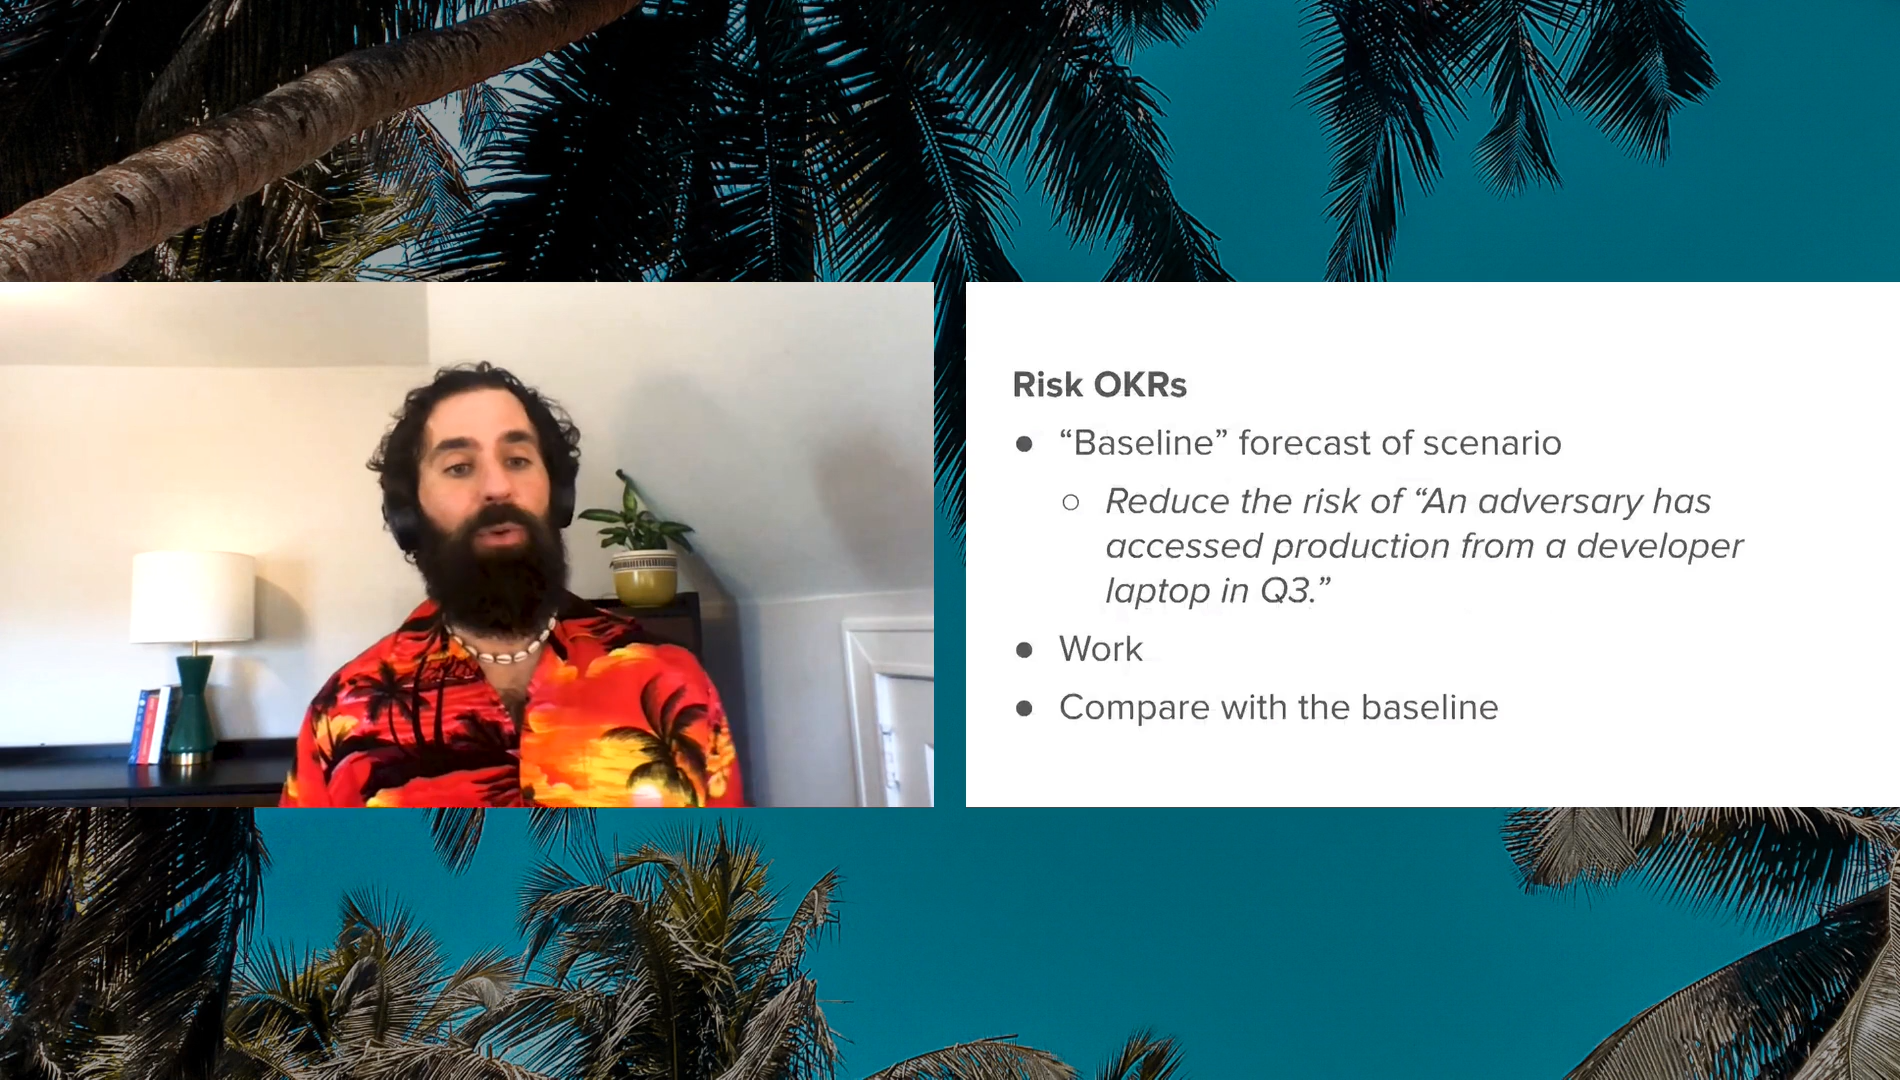 Risk OKRs
● “Baseline” forecast of scenario
○ Reduce the risk of “An adversary has
accessed production from a developer
laptop in Q3.”
● Work
● Compare with the baseline